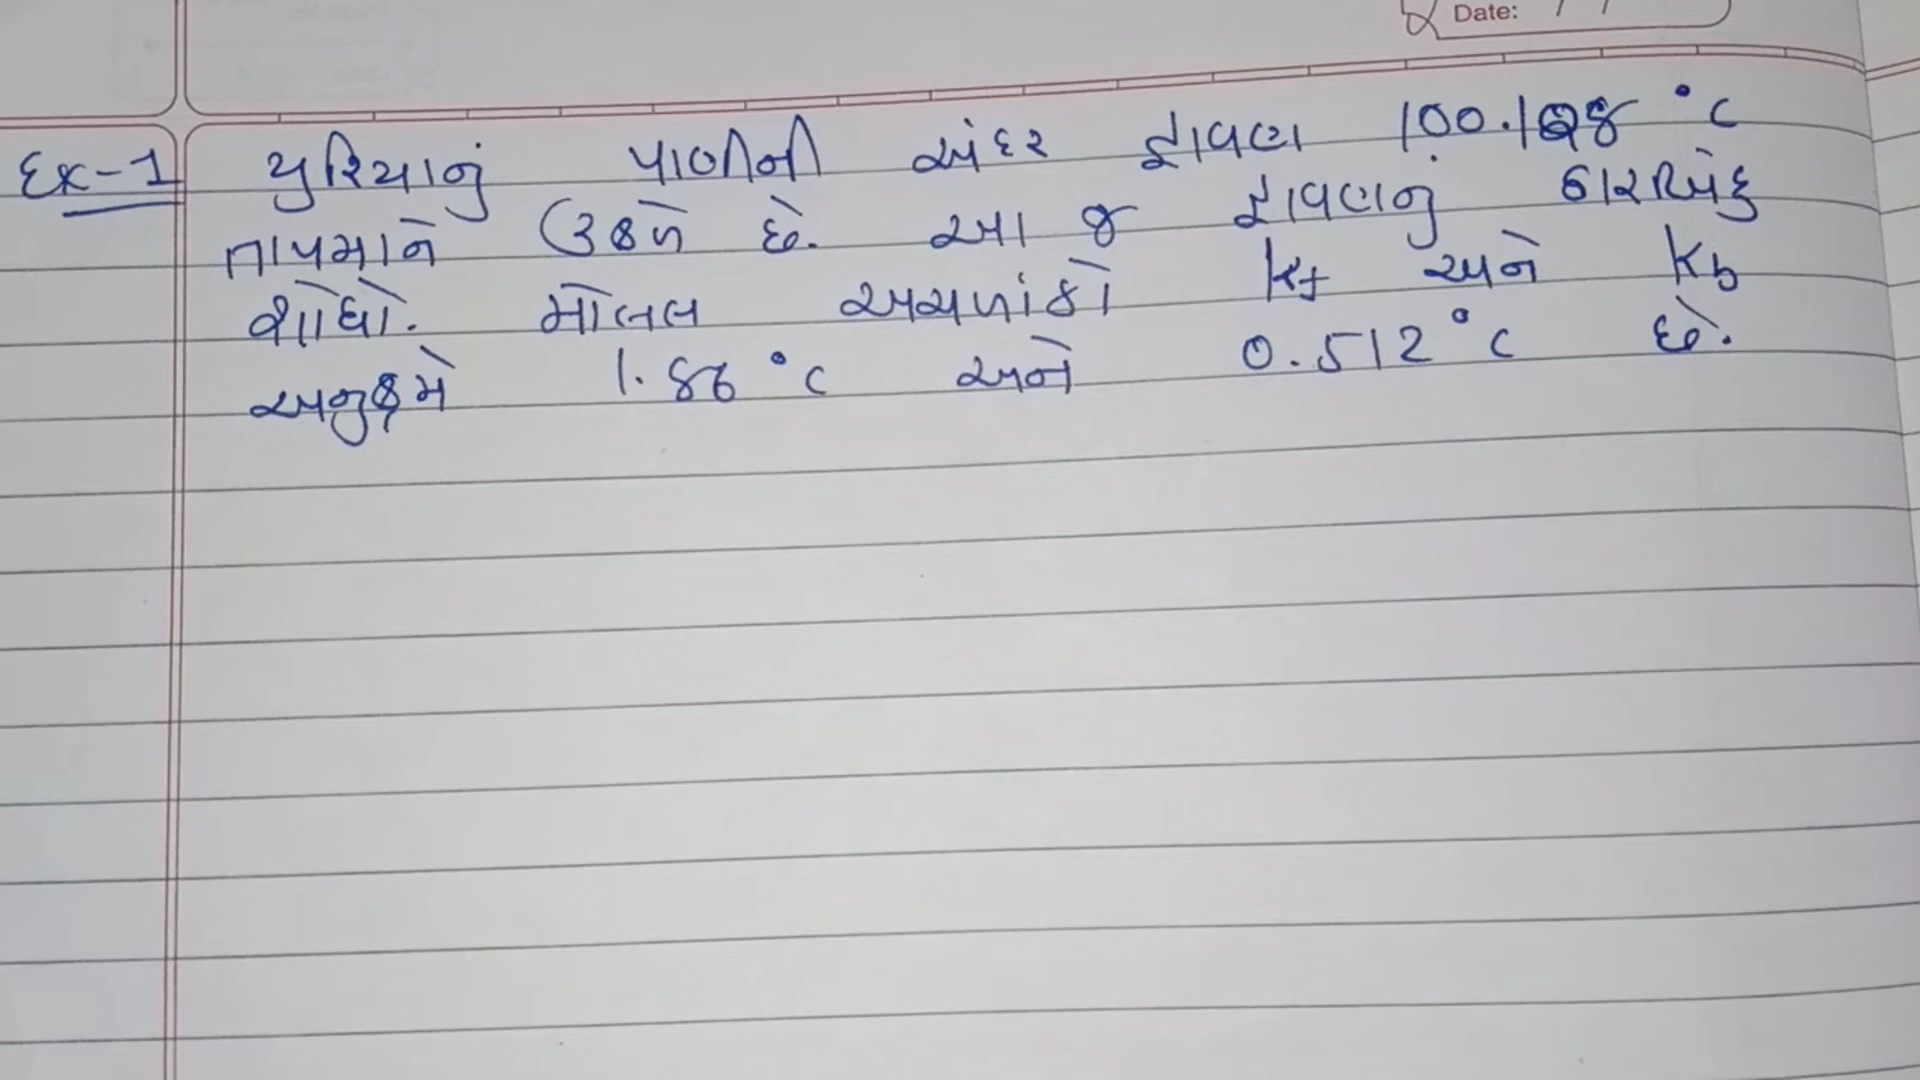 Date:
Ex-1 યુરિયાનું પાણીની અંદર દ્રાવણ 100.128 °C
તાપમાને ઉકળે છે. આ જ દ્રાવણનું ઠારબિંદુ
શોધો. મોલલ અચળાંકો Kf અને Kb
અનુક્રમે 1.86 °C અને 0.512 °C છે.